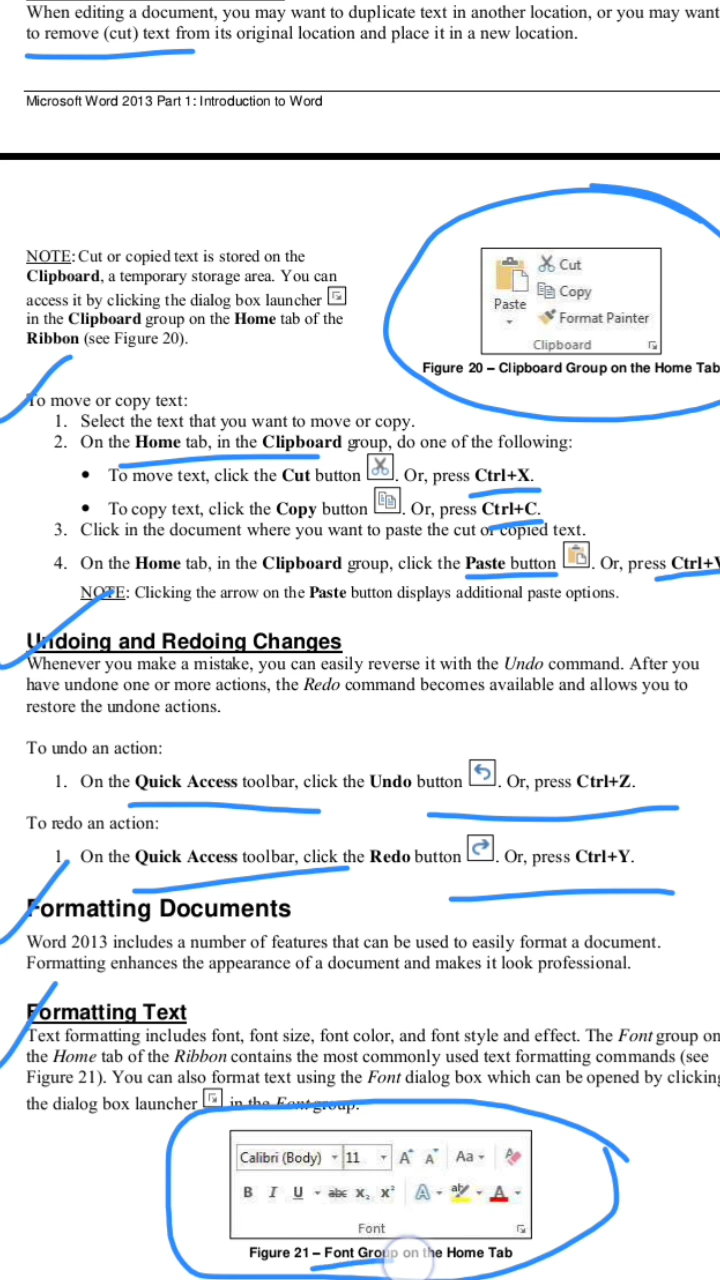 When editing a document, you may want to duplicate text in another location, or you may want
to remove (cut) text from its original location and place it in a new location.
Microsoft Word 2013 Part 1: Introduction to Word
NOTE: Cut or copied text is stored on the
Clipboard, a temporary storage area. You can
access it by clicking the dialog box launcher
in the Clipboard group on the Home tab of the
Ribbon (see Figure 20).
Cut
Copy
Paste
Format Painter
Clipboard
Figure 20 – Clipboard Group on the Home Tab
To move or copy text:
1. Select the text that you want to move or copy.
2. On the Home tab, in the Clipboard group, do one of the following:
• To move text, click the Cut button . Or, press Ctrl+X.
• To copy text, click the Copy button . Or, press Ctrl+C.
3. Click in the document where you want to paste the cut or copied text.
4. On the Home tab, in the Clipboard group, click the Paste button . Or, press Ctrl+V
NOTE: Clicking the arrow on the Paste button displays additional paste options.
Undoing and Redoing Changes
Whenever you make a mistake, you can easily reverse it with the Undo command. After you
have undone one or more actions, the Redo command becomes available and allows you to
restore the undone actions.
To undo an action:
1. On the Quick Access toolbar, click the Undo button . Or, press Ctrl+Z.
To redo an action:
1. On the Quick Access toolbar, click the Redo button . Or, press Ctrl+Y.
Formatting Documents
Word 2013 includes a number of features that can be used to easily format a document.
Formatting enhances the appearance of a document and makes it look professional.
Formatting Text
Text formatting includes font, font size, font color, and font style and effect. The Font group on
the Home tab of the Ribbon contains the most commonly used text formatting commands (see
Figure 21). You can also format text using the Font dialog box which can be opened by clicking
the dialog box launcher in the Font group.
Calibri (Body) 11 A A Aa A
B I U abc X₂ X² A aby A
Font
Figure 21 – Font Group on the Home Tab